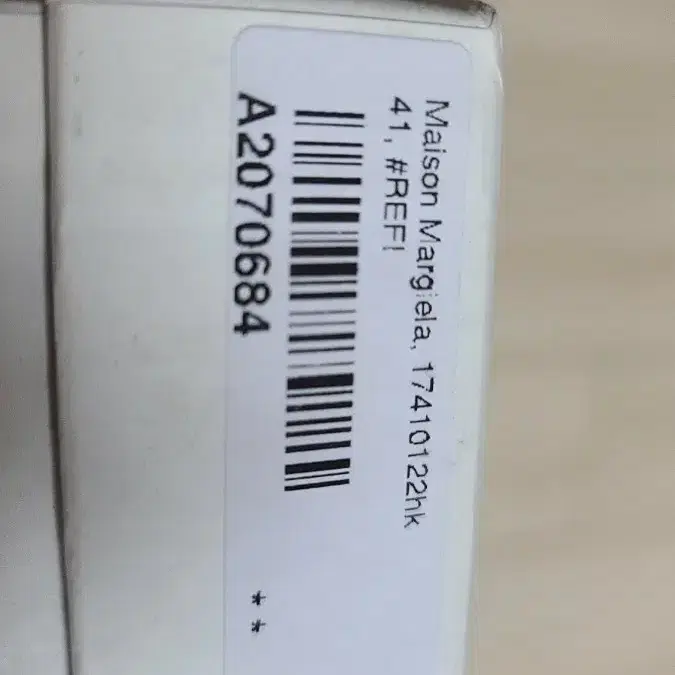 Maison Margiela, 17410122hk
41, #REF!
A2070684
**